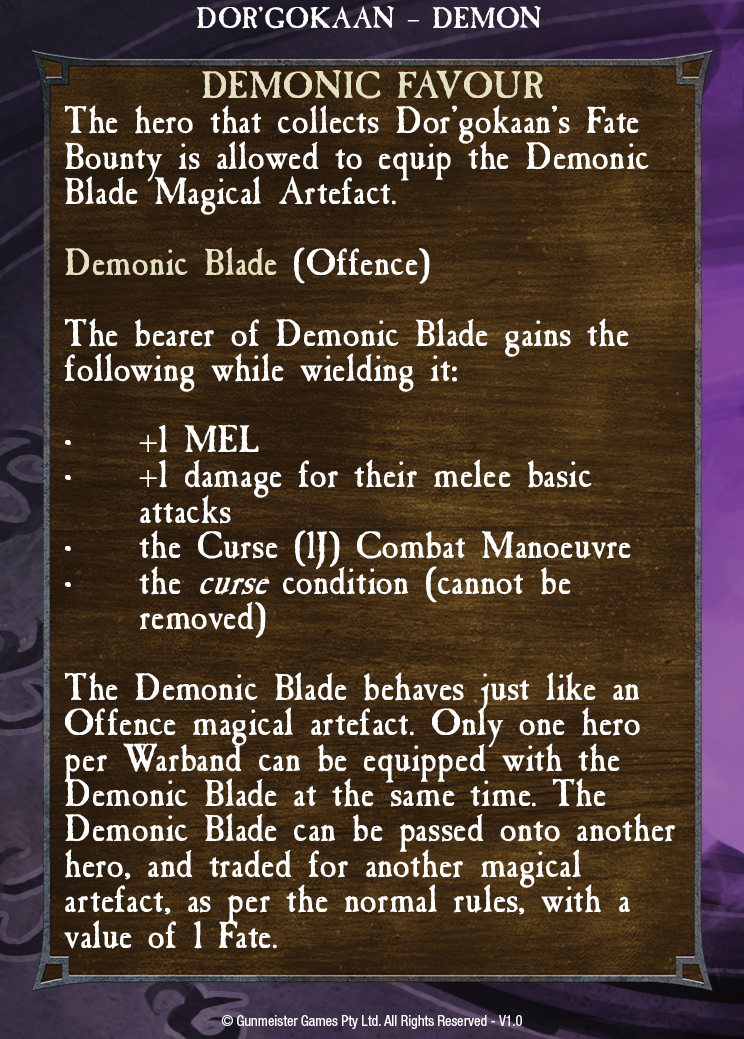 DOR'GOKAAN – DEMON
DEMONIC FAVOUR
The hero that collects Dor'gokaan's Fate
Bounty is allowed to equip the Demonic
Blade Magical Artefact.
Demonic Blade (Offence)
The bearer of Demonic Blade gains the
following while wielding it:
• +1 MEL
• +1 damage for their melee basic
attacks
• the Curse (1J) Combat Manoeuvre
• the curse condition (cannot be
removed)
The Demonic Blade behaves just like an
Offence magical artefact. Only one hero
per Warband can be equipped with the
Demonic Blade at the same time. The
Demonic Blade can be passed onto another
hero, and traded for another magical
artefact, as per the normal rules, with a
value of 1 Fate.
© Gunmeister Games Pty Ltd. All Rights Reserved - V1.0